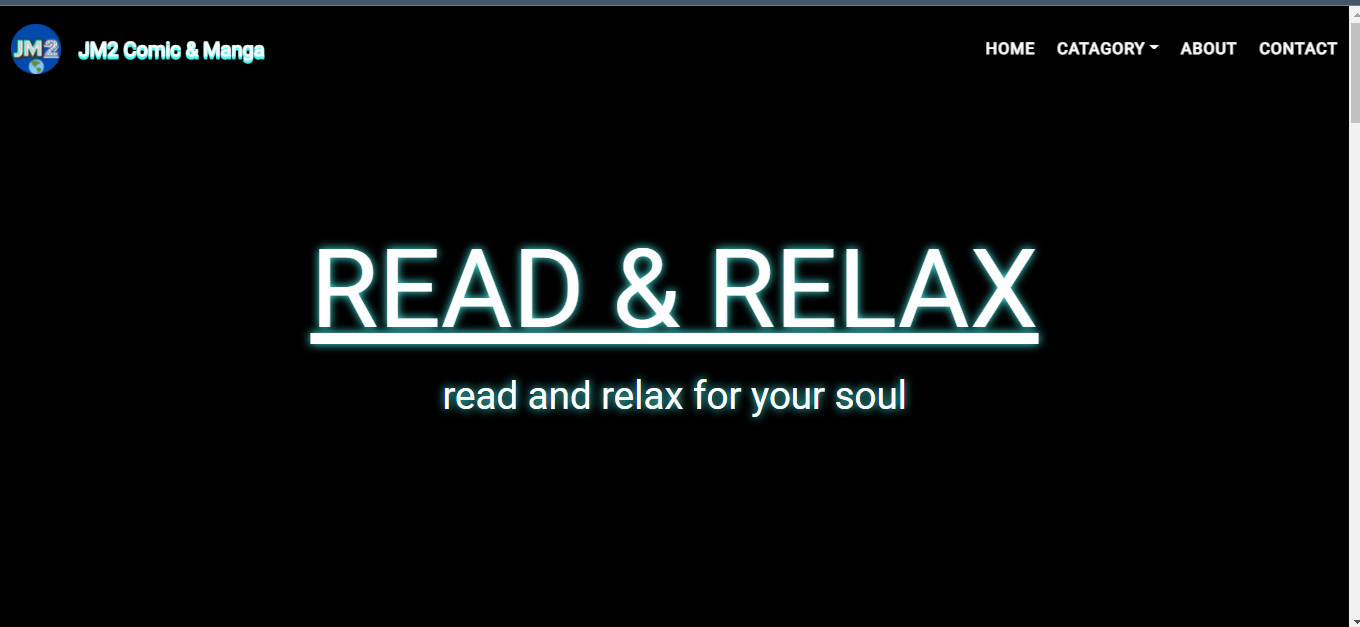 JM2
JM2 Comic & Manga
HOME CATAGORY ABOUT CONTACT
READ & RELAX
read and relax for your soul